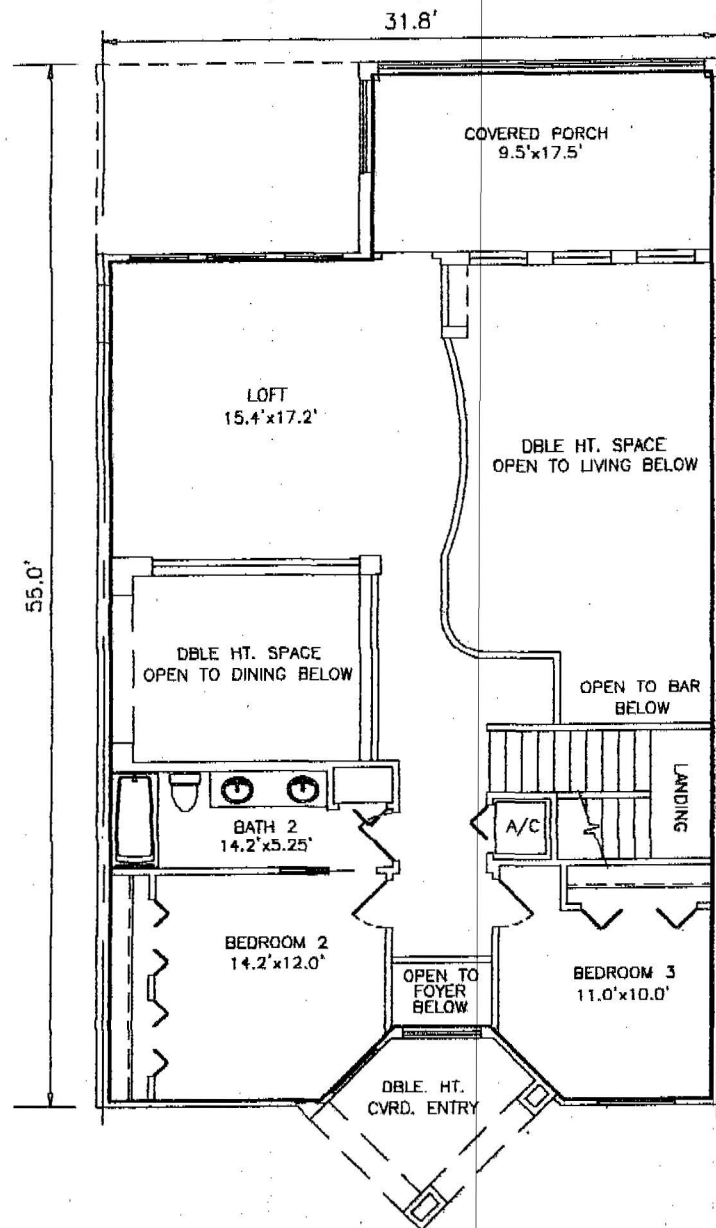 31.8'
COVERED PORCH
9.5'x17.5'
LOFT
15.4'x17.2'
DBLE HT. SPACE
OPEN TO LIVING BELOW
55.0'
DBLE HT. SPACE
OPEN TO DINING BELOW
OPEN TO BAR
BELOW
LANDING
A/C
BATH 2
14.2'x5.25'
BEDROOM 2
14.2'x12.0'
OPEN TO
FOYER
BELOW
BEDROOM 3
11.0'x10.0'
DBLE. HT.
CVRD. ENTRY